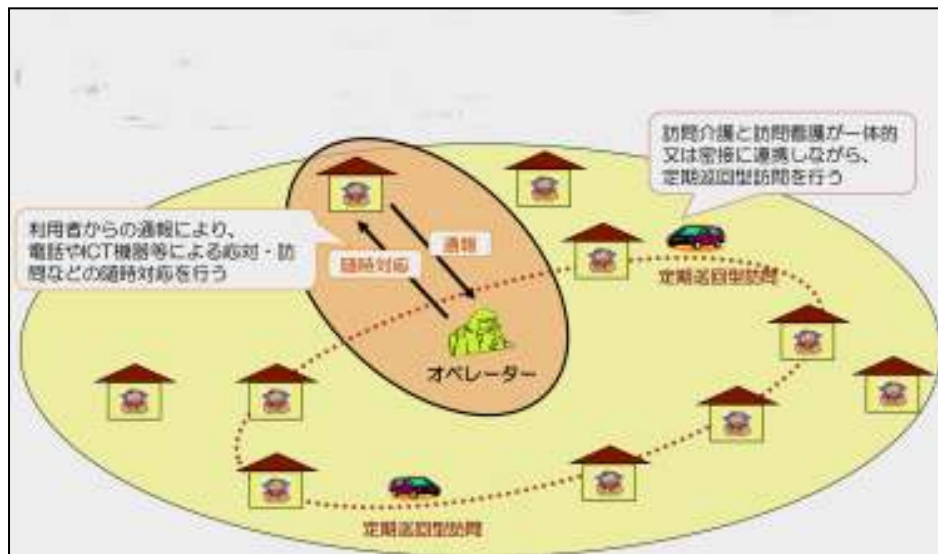 訪問介護と訪問看護が一体的
又は密接に連携しながら、
定期巡回型訪問を行う
利用者からの通報により、
電話やICT機器等による応対・訪
問などの随時対応を行う
通報
随時対応
定期巡回型訪問
オペレーター
定期巡回型訪問